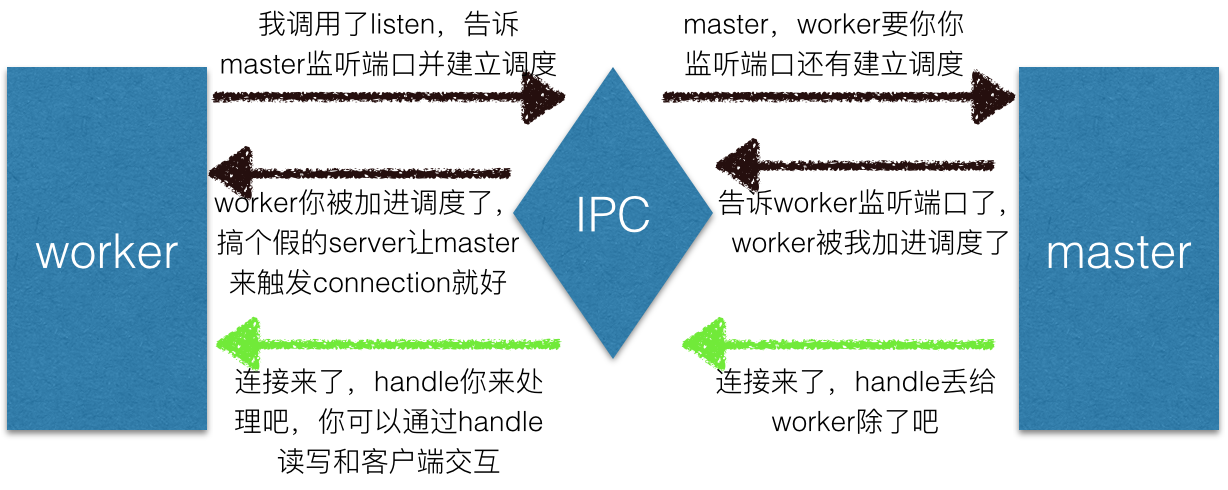 我调用了listen，告诉
master监听端口并建立调度
master，worker要你你
监听端口还有建立调度
worker你被加进调度了，
搞个假的server让master
来触发connection就好
告诉worker监听端口了，
worker被我加进调度了
worker
IPC
master
连接来了，handle你来处
理吧，你可以通过handle
读写和客户端交互
连接来了，handle丢给
worker除了吧